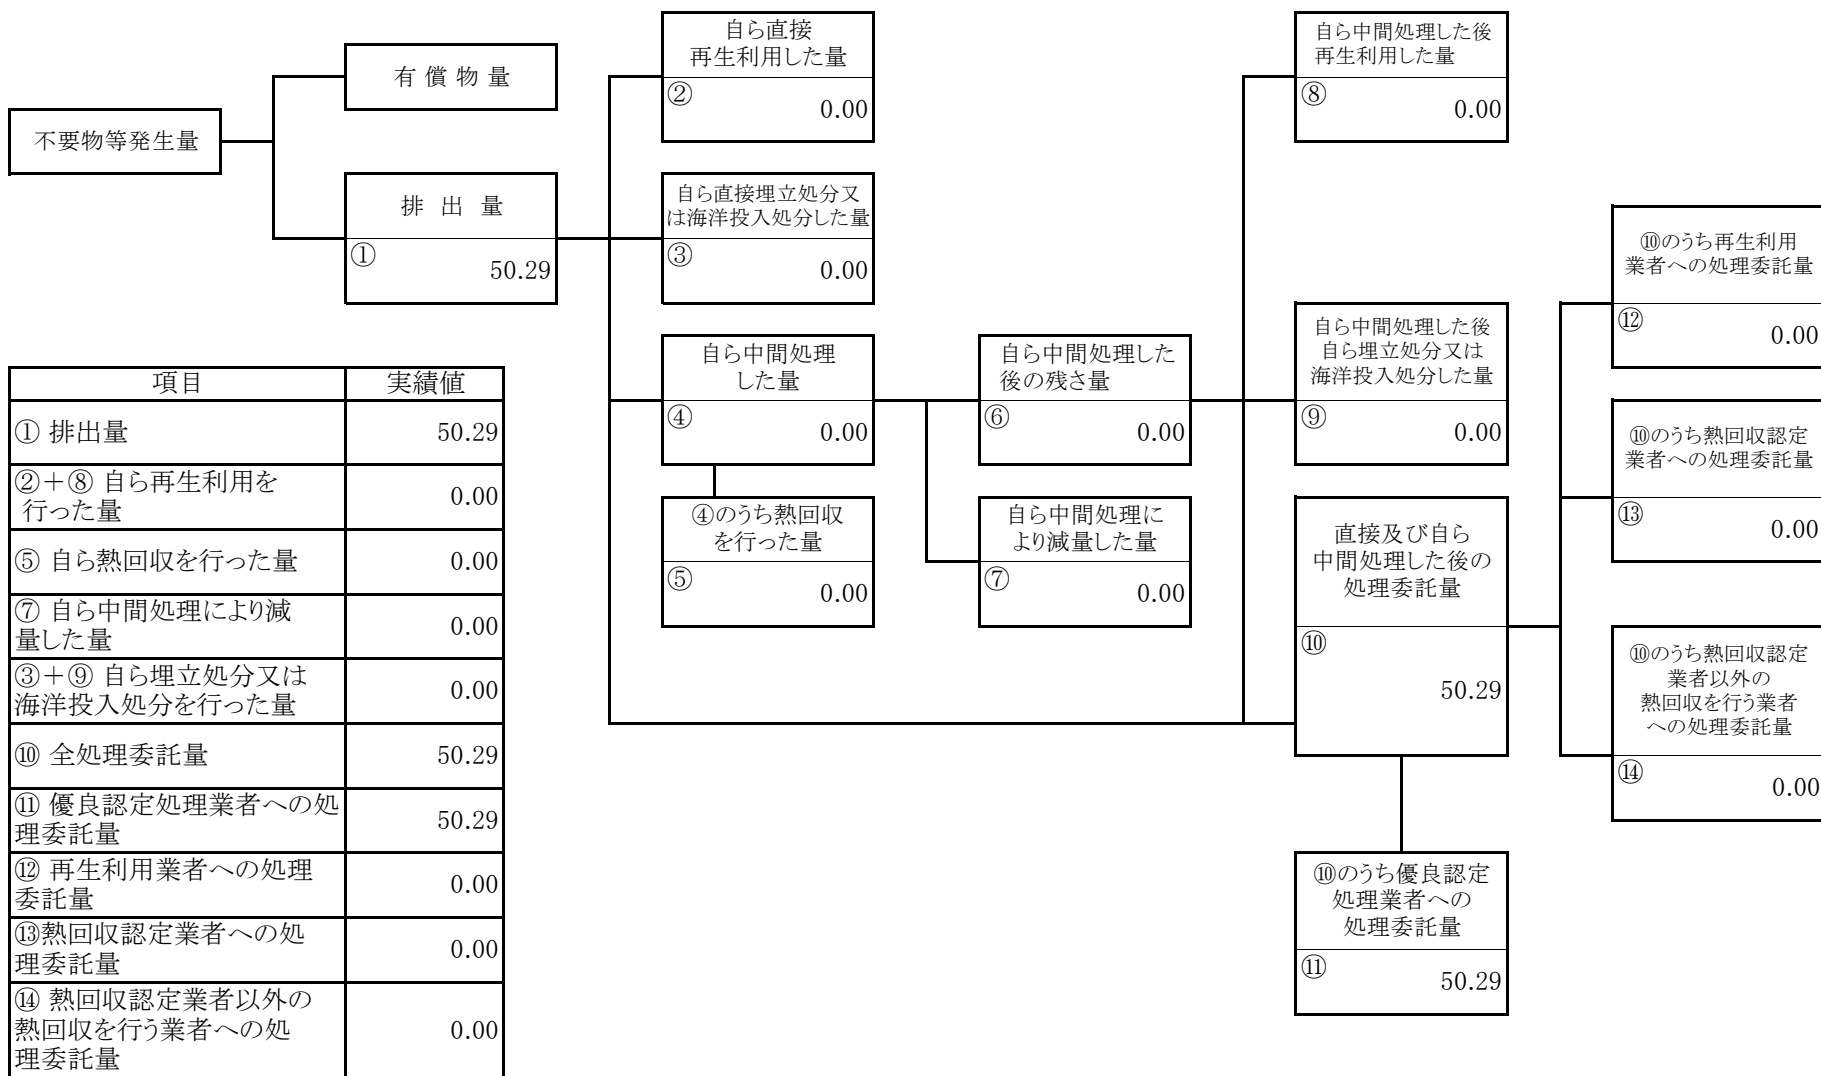 不要物等発生量
有 償 物 量
排 出 量
①
50.29
自ら直接
再生利用した量
②
0.00
自ら直接埋立処分又
は海洋投入処分した量
③
0.00
自ら中間処理
した量
④
0.00
④のうち熱回収
を行った量
⑤
0.00
自ら中間処理した
後の残さ量
⑥
0.00
自ら中間処理に
より減量した量
⑦
0.00
自ら中間処理した後
再生利用した量
⑧
0.00
自ら中間処理した後
自ら埋立処分又は
海洋投入処分した量
⑨
0.00
直接及び自ら
中間処理した後の
処理委託量
⑩
50.29
⑩のうち優良認定
処理業者への
処理委託量
⑪
50.29
⑩のうち再生利用
業者への処理委託量
⑫
0.00
⑩のうち熱回収認定
業者への処理委託量
⑬
0.00
⑩のうち熱回収認定
業者以外の
熱回収を行う業者
への処理委託量
⑭
0.00
項目 実績値
① 排出量 50.29
②+⑧ 自ら再生利用を
行った量
0.00
⑤ 自ら熱回収を行った量 0.00
⑦ 自ら中間処理により減
量した量
0.00
③+⑨ 自ら埋立処分又は
海洋投入処分を行った量
0.00
⑩ 全処理委託量 50.29
⑪ 優良認定処理業者への処
理委託量
50.29
⑫ 再生利用業者への処理
委託量
0.00
⑬熱回収認定業者への処
理委託量
0.00
⑭ 熱回収認定業者以外の
熱回収を行う業者への処
理委託量
0.00